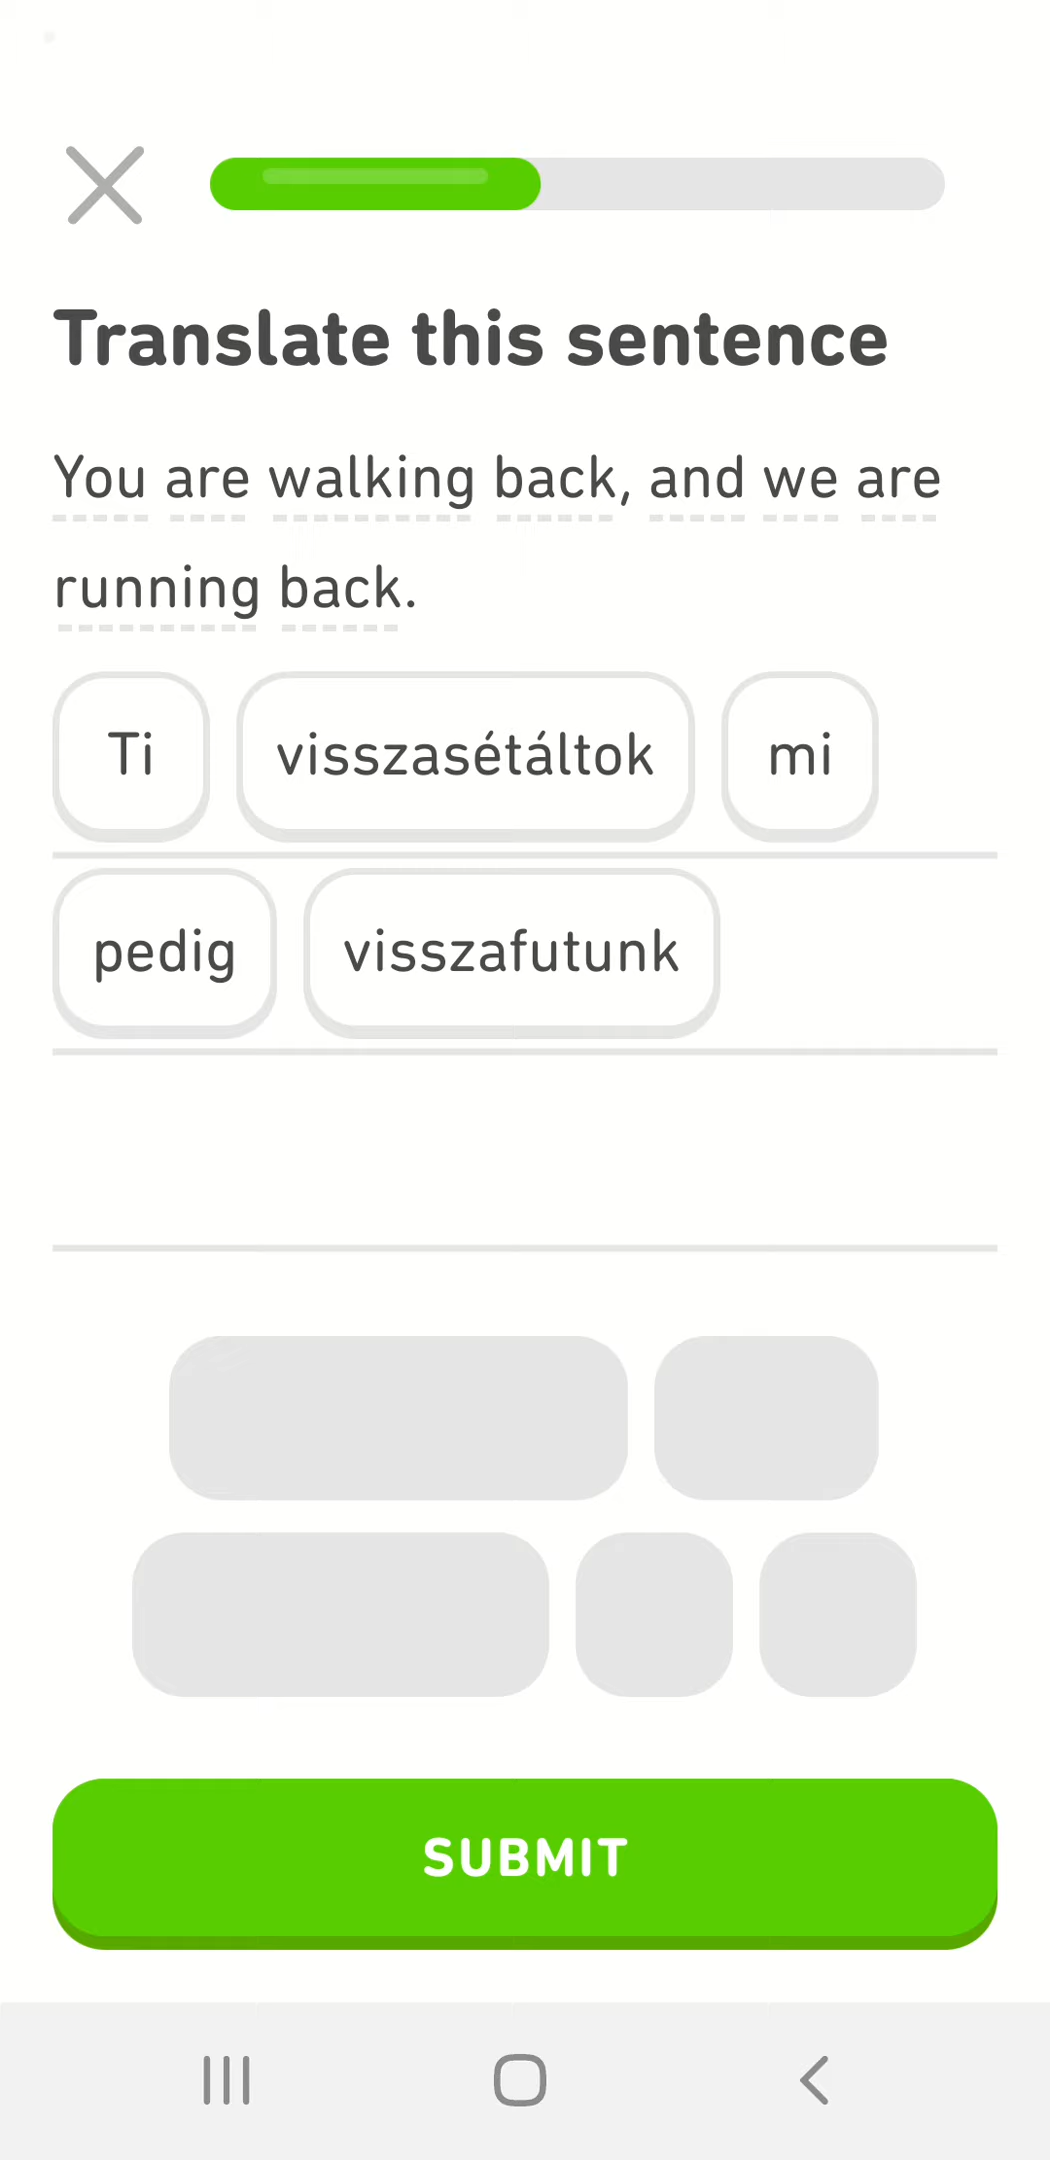 Translate this sentence
You are walking back, and we are
running back.
Ti visszasétáltok mi
pedig visszafutunk
SUBMIT